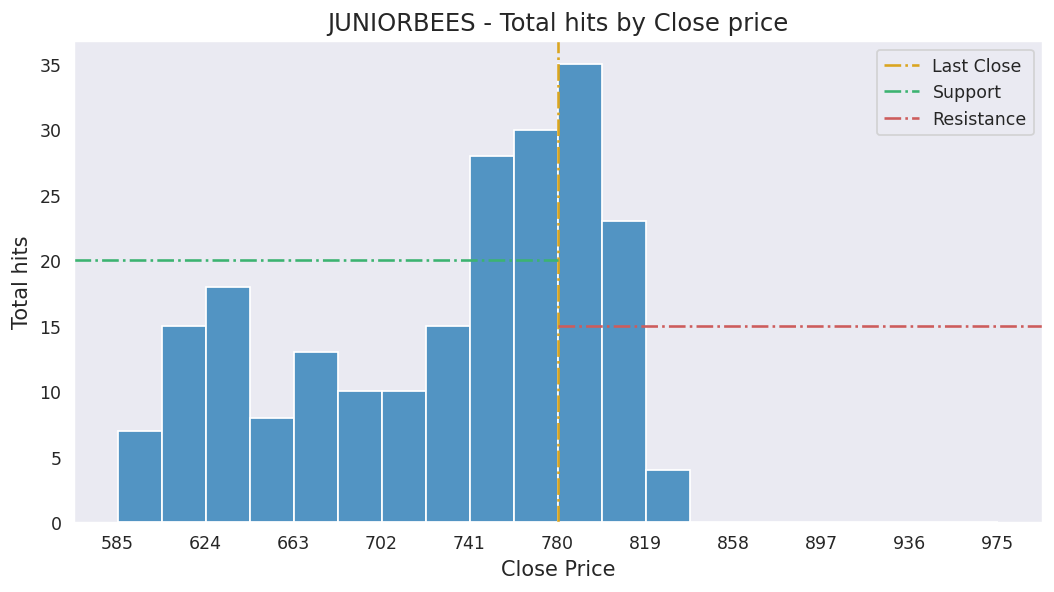 JUNIORBEES - Total hits by Close price
Last Close
Support
Resistance
Total hits
35
30
25
20
15
10
5
0
585 624 663 702 741 780 819 858 897 936 975
Close Price